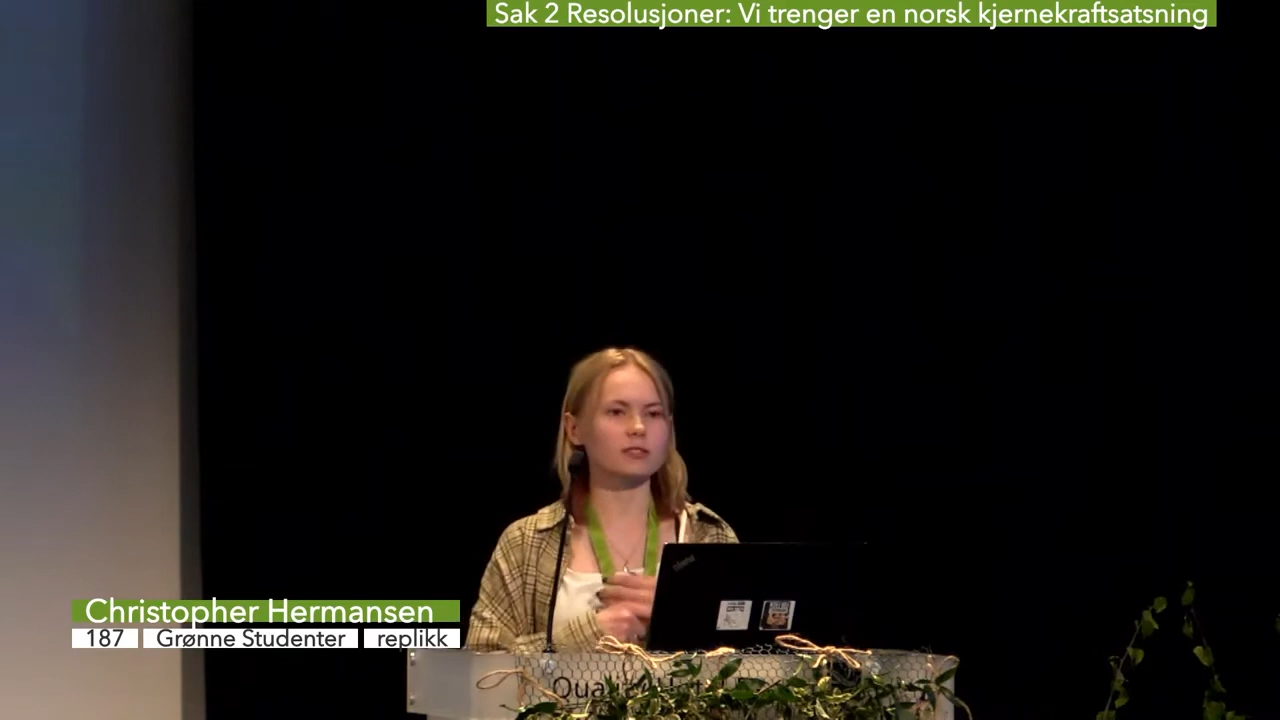 Sak 2 Resolusjoner: Vi trenger en norsk kjernekraftsatsning
Christopher Hermansen
187 Grønne Studenter replikk